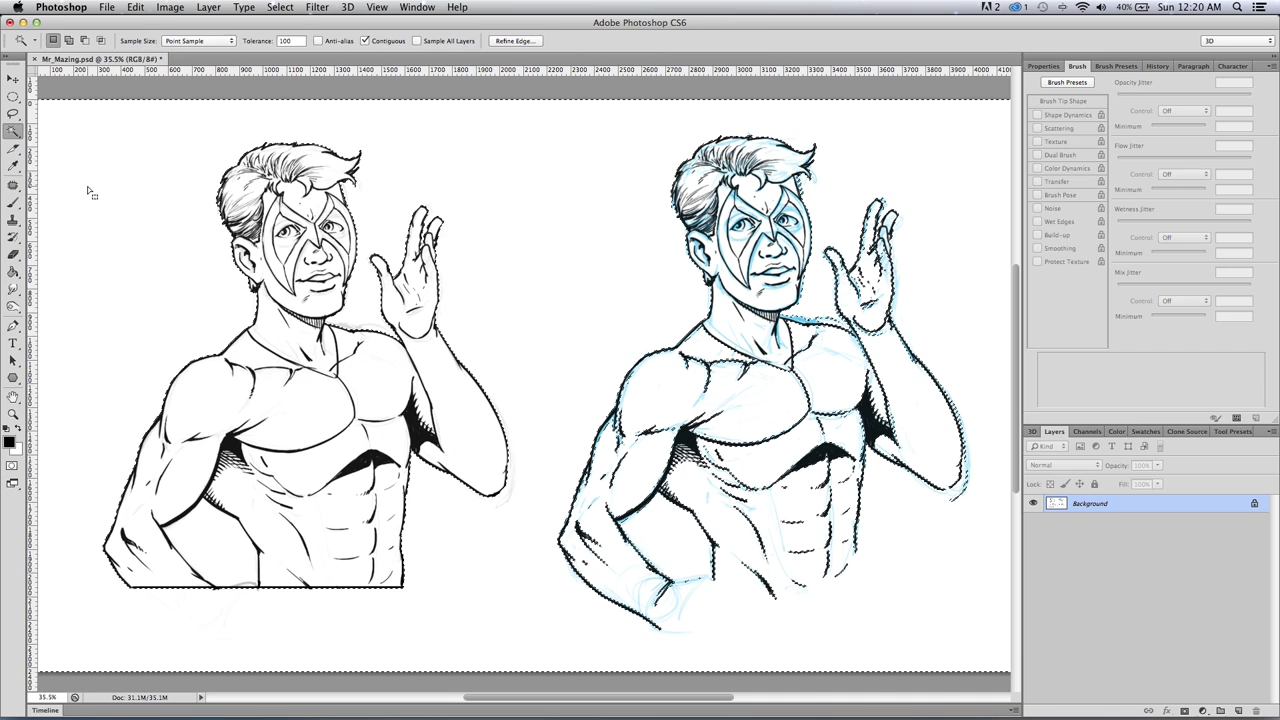 Photoshop File Edit Image Layer Type Select Filter 3D View Window Help 2 1 40% Sun 12:20 AM
Adobe Photoshop CS6
Sample Size: Point Sample Tolerance: 100 Anti-alias Contiguous Sample All Layers Refine Edge... 3D
Mr_Mazing.psd @ 35.5% (RGB/8#) *
Properties Brush Brush Presets History Paragraph Character
Brush Presets Opacity Jitter
Brush Tip Shape
Shape Dynamics Control: Off
Scattering Minimum
Texture Flow Jitter
Dual Brush
Color Dynamics Control: Off
Transfer Minimum
Brush Pose
Noise Wetness Jitter
Wet Edges
Build-up Control: Off
Smoothing Minimum
Protect Texture Mix Jitter
Control: Off
Minimum
3D Layers Channels Color Swatches Clone Source Tool Presets
Kind
Normal Opacity: 100%
Lock: Fill: 100%
Background
35.5% Doc: 31.1M/35.1M
Timeline